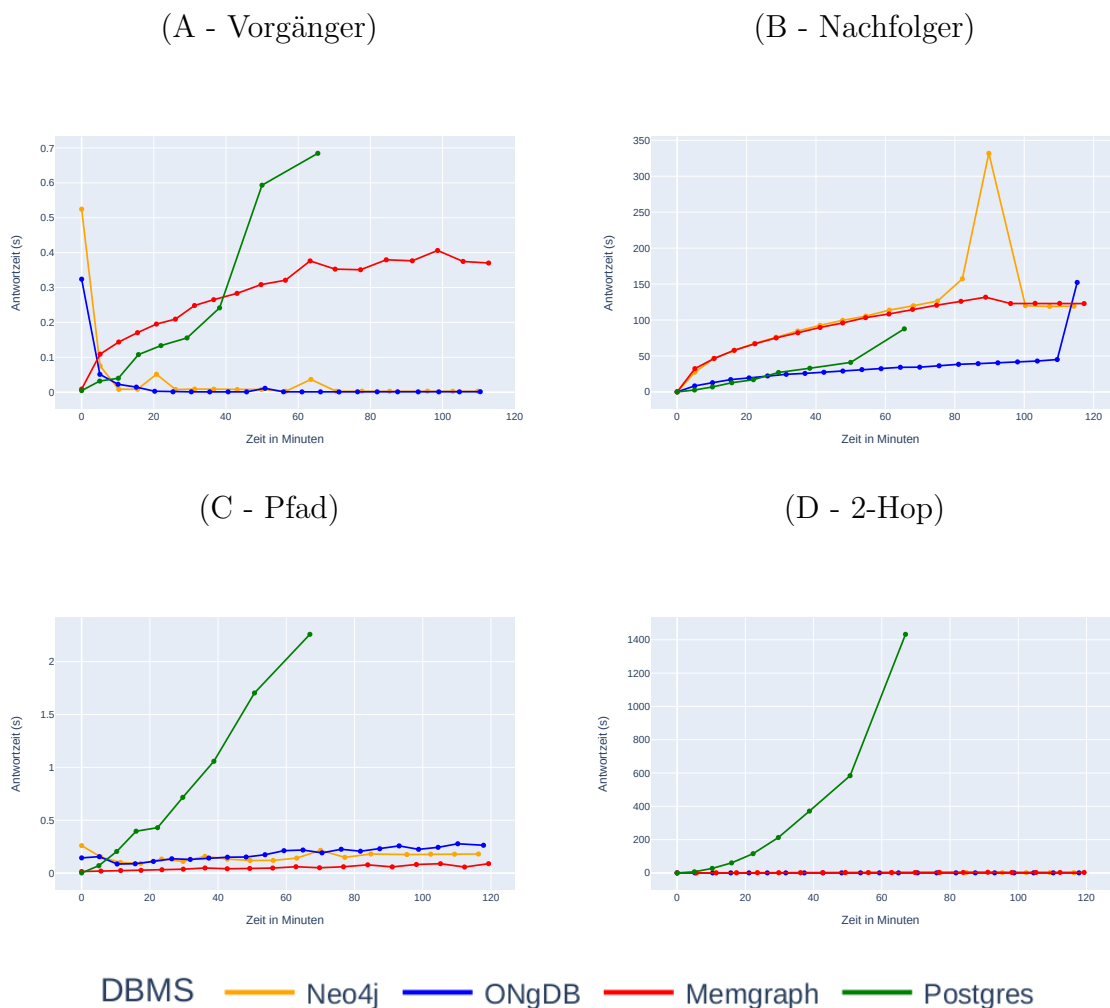 (A - Vorgänger)
(B - Nachfolger)
0.7
0.6
0.5
0.4
0.3
0.2
0.1
0
Antwortzeit (s)
0 20 40 60 80 100 120
Zeit in Minuten
350
300
250
200
150
100
50
0
Antwortzeit (s)
0 20 40 60 80 100 120
Zeit in Minuten
(C - Pfad)
(D - 2-Hop)
2
1.5
1
0.5
0
Antwortzeit (s)
0 20 40 60 80 100 120
Zeit in Minuten
1400
1200
1000
800
600
400
200
0
Antwortzeit (s)
0 20 40 60 80 100 120
Zeit in Minuten
DBMS Neo4j ONgDB Memgraph Postgres